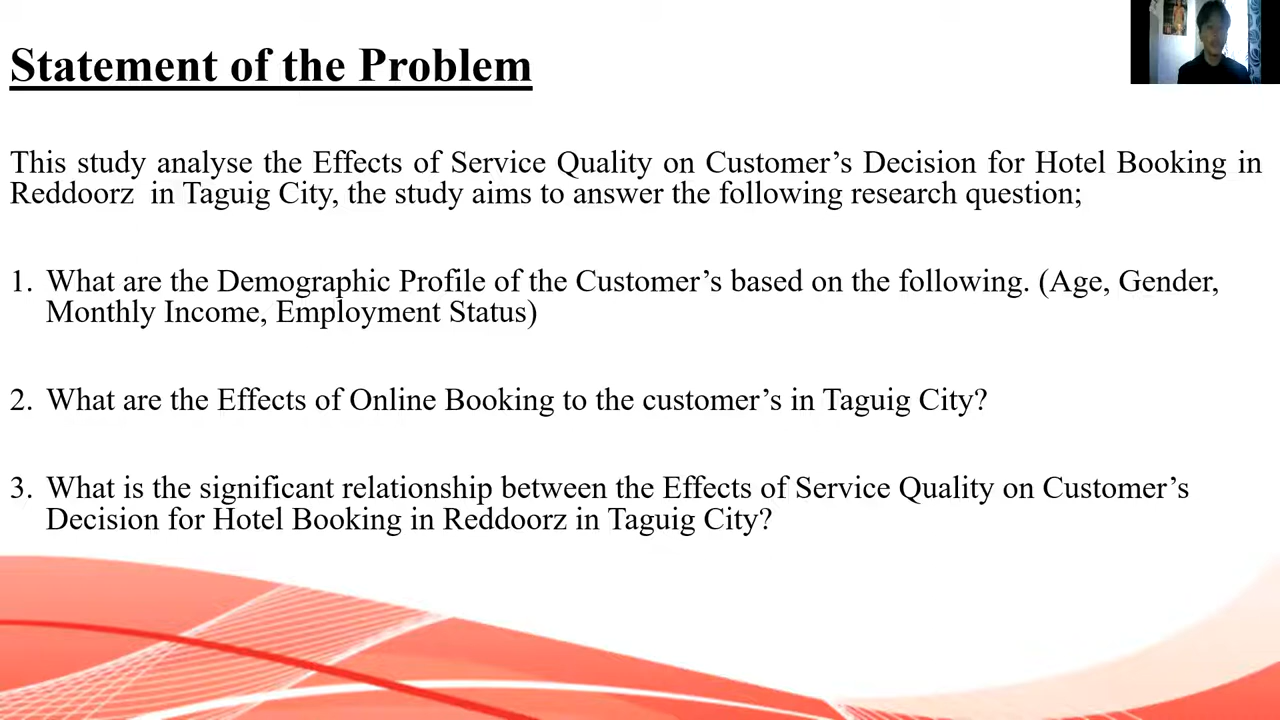 Statement of the Problem
This study analyse the Effects of Service Quality on Customer’s Decision for Hotel Booking in
Reddoorz in Taguig City, the study aims to answer the following research question;
1. What are the Demographic Profile of the Customer’s based on the following. (Age, Gender,
Monthly Income, Employment Status)
2. What are the Effects of Online Booking to the customer’s in Taguig City?
3. What is the significant relationship between the Effects of Service Quality on Customer’s
Decision for Hotel Booking in Reddoorz in Taguig City?